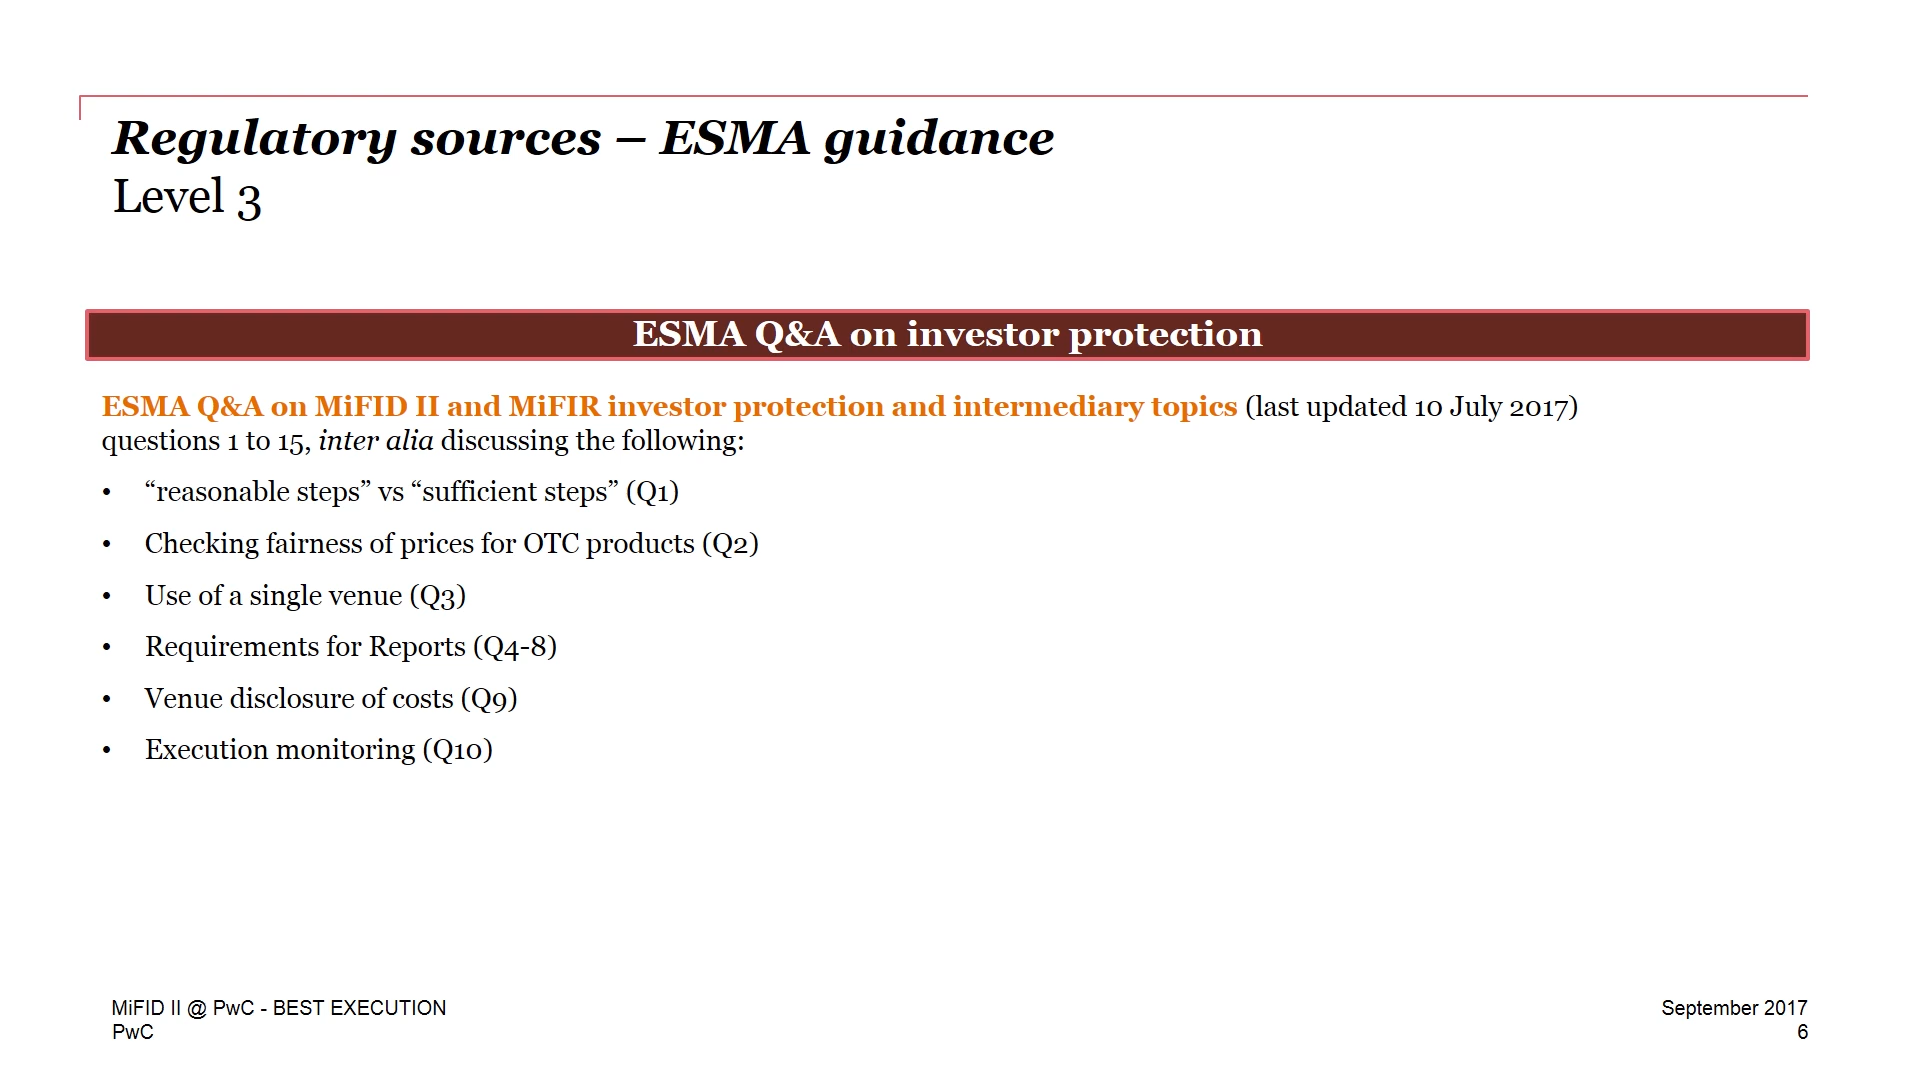 Regulatory sources – ESMA guidance
Level 3
ESMA Q&A on investor protection
ESMA Q&A on MiFID II and MiFIR investor protection and intermediary topics (last updated 10 July 2017)
questions 1 to 15, inter alia discussing the following:
• “reasonable steps” vs “sufficient steps” (Q1)
• Checking fairness of prices for OTC products (Q2)
• Use of a single venue (Q3)
• Requirements for Reports (Q4-8)
• Venue disclosure of costs (Q9)
• Execution monitoring (Q10)
MiFID II @ PwC - BEST EXECUTION
PwC
September 2017
6